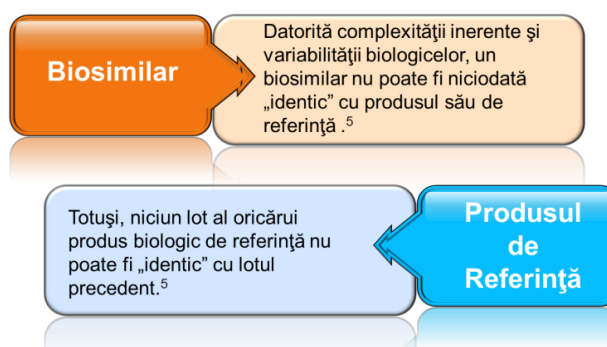 Biosimilar
Datorită complexităţii inerente şi
variabilităţii biologicelor, un
biosimilar nu poate fi niciodată
„identic” cu produsul său de
referinţă .⁵
Totuşi, niciun lot al oricărui
produs biologic de referinţă nu
poate fi „identic” cu lotul
precedent.⁵
Produsul
de
Referinţă